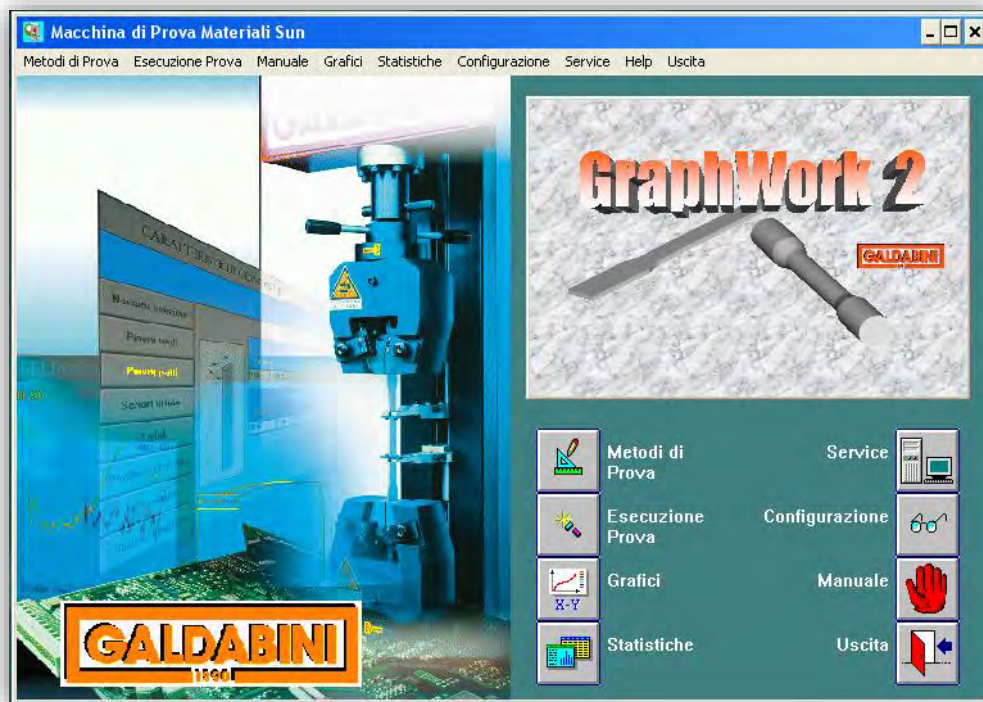 Macchina di Prova Materiali Sun
Metodi di Prova Esecuzione Prova Manuale Grafici Statistiche Configurazione Service Help Uscita
GraphWork 2
GALDABINI
Metodi di
Prova
Service
Esecuzione
Prova
Configurazione
Grafici
X-Y
Manuale
Statistiche
Uscita
GALDABINI
1890